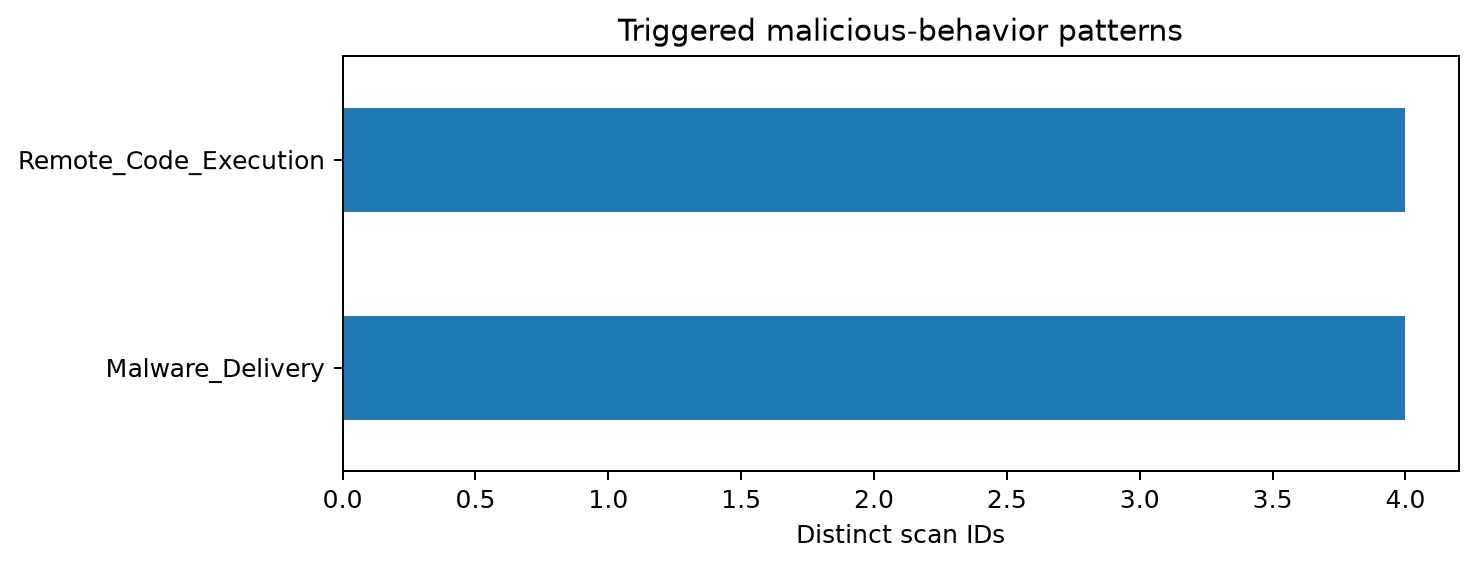 Triggered malicious-behavior patterns
Remote_Code_Execution
Malware_Delivery
0.0 0.5 1.0 1.5 2.0 2.5 3.0 3.5 4.0
Distinct scan IDs